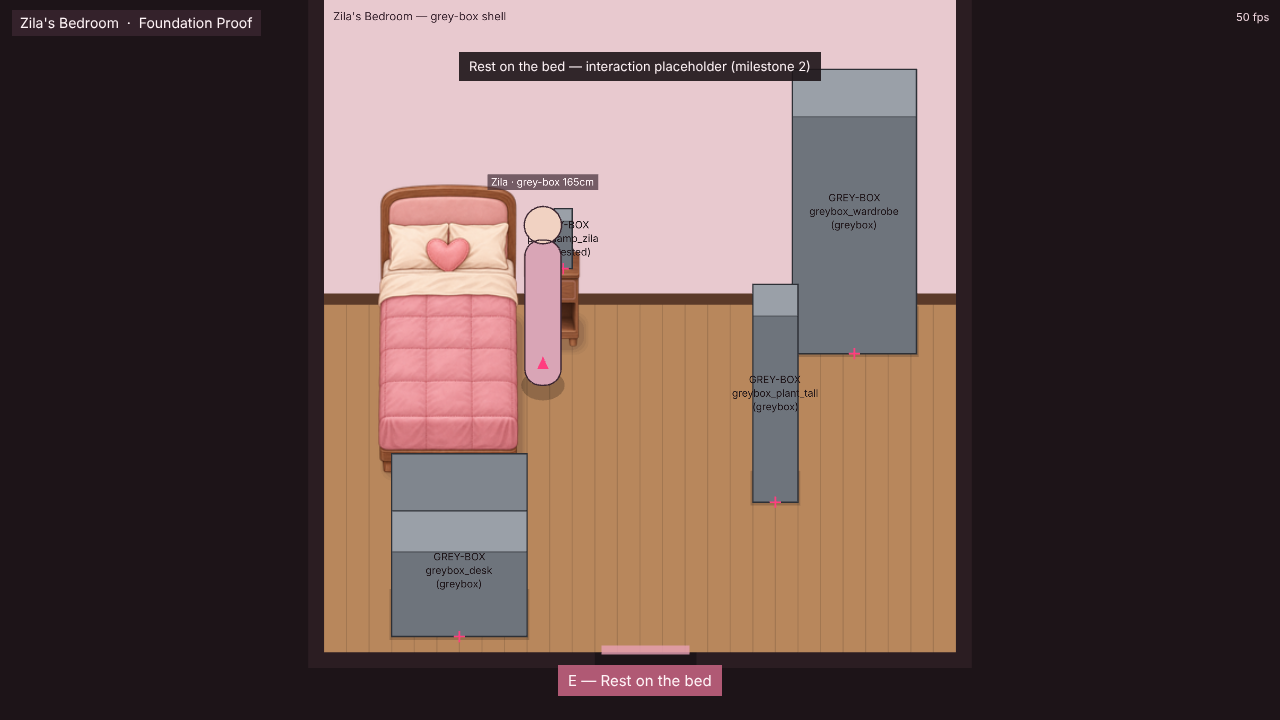 Zila's Bedroom · Foundation Proof
Zila's Bedroom — grey-box shell
50 fps
Rest on the bed — interaction placeholder (milestone 2)
Zila · grey-box 165cm
GREY-BOX
greybox_wardrobe
(greybox)
GREY-BOX
greybox_plant_tall
(greybox)
GREY-BOX
greybox_desk
(greybox)
E — Rest on the bed